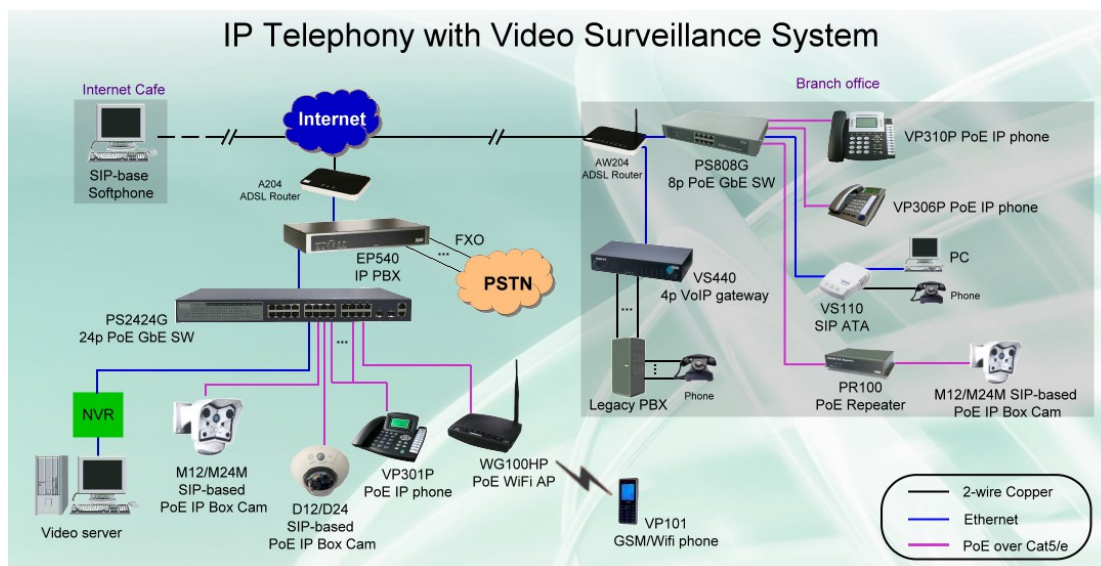 IP Telephony with Video Surveillance System
Internet Cafe
SIP-base
Softphone
Internet
A204
ADSL Router
EP540
IP PBX
FXO
...
PSTN
PS2424G
24p PoE GbE SW
...
NVR
Video server
M12/M24M
SIP-based
PoE IP Box Cam
D12/D24
SIP-based
PoE IP Box Cam
VP301P
PoE IP phone
WG100HP
PoE WiFi AP
VP101
GSM/Wifi phone
Branch office
AW204
ADSL Router
PS808G
8p PoE GbE SW
VP310P PoE IP phone
VP306P PoE IP phone
VS440
4p VoIP gateway
...
PC
Phone
VS110
SIP ATA
Legacy PBX
Phone
PR100
PoE Repeater
M12/M24M SIP-based
PoE IP Box Cam
2-wire Copper
Ethernet
PoE over Cat5/e